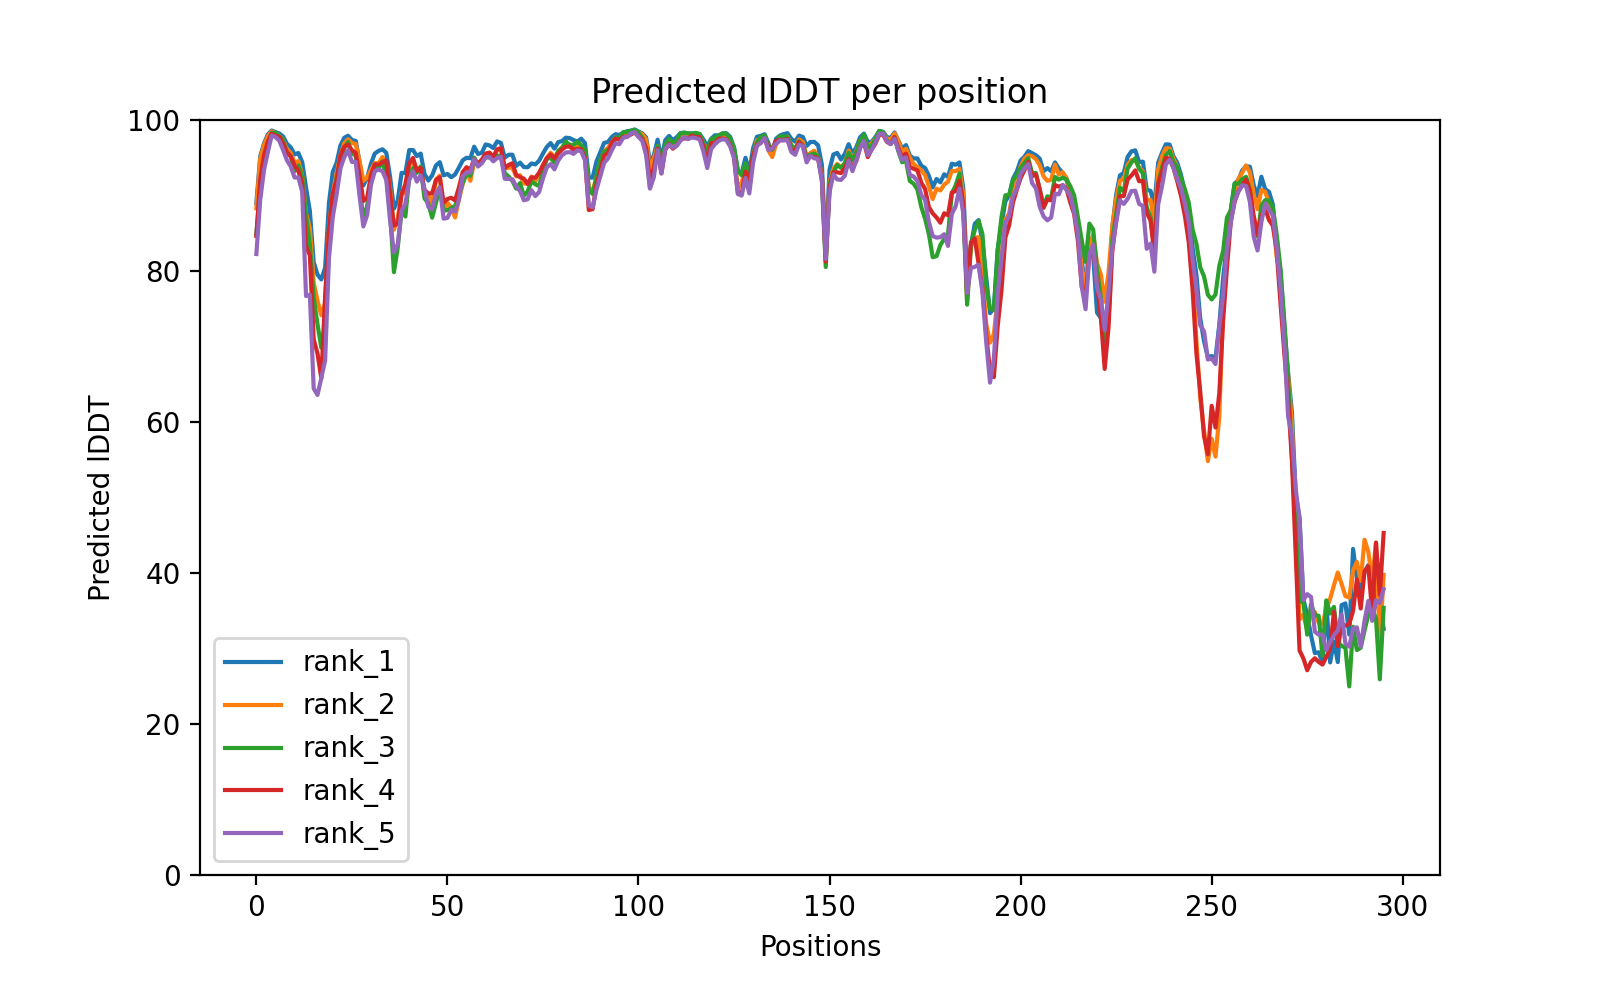 Predicted lDDT per position
100
80
60
40
20
0
Predicted lDDT
rank_1
rank_2
rank_3
rank_4
rank_5
0 50 100 150 200 250 300
Positions